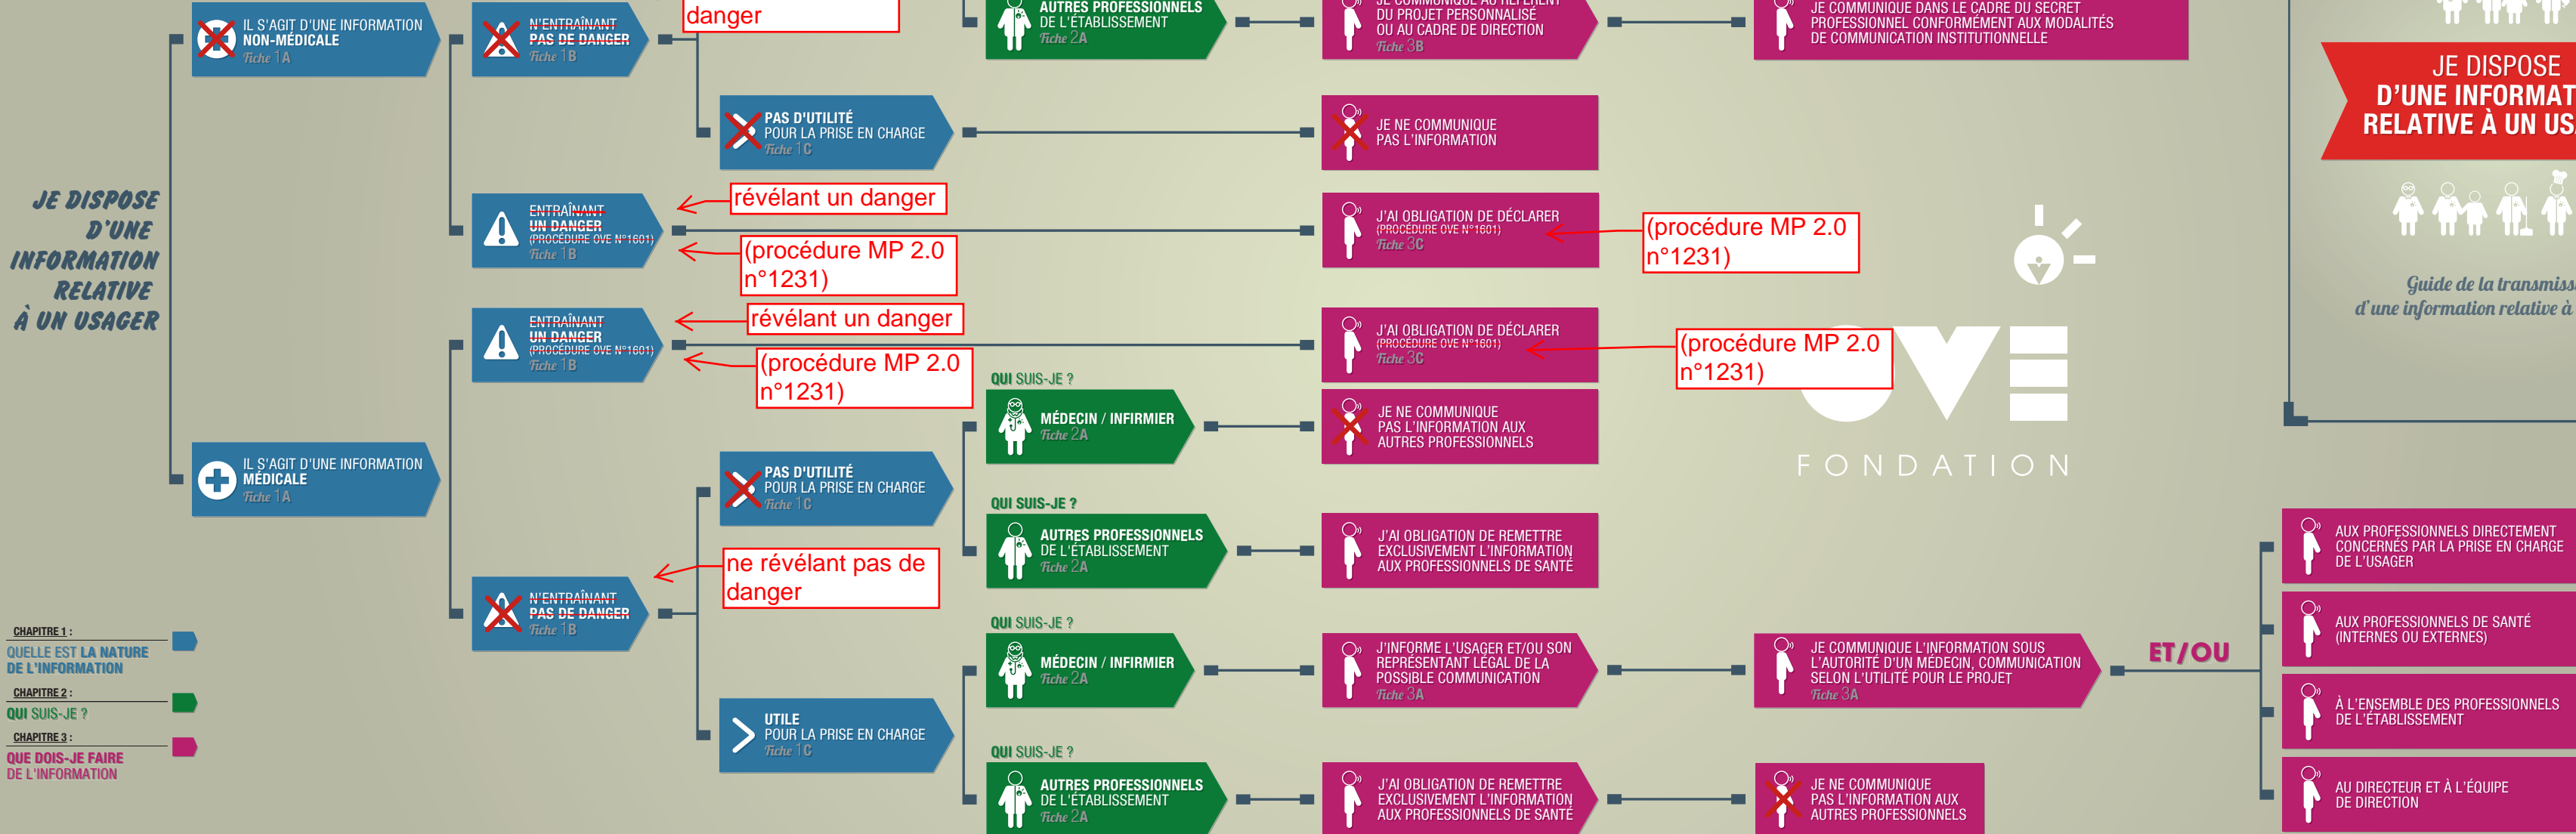 danger
IL S'AGIT D'UNE INFORMATION
NON-MÉDICALE
Fiche 1A
N'ENTRAÎNANT
PAS DE DANGER
Fiche 1B
AUTRES PROFESSIONNELS
DE L'ÉTABLISSEMENT
Fiche 2A
JE COMMUNIQUE AU RÉFÉRENT
DU PROJET PERSONNALISÉ
OU AU CADRE DE DIRECTION
Fiche 3B
JE COMMUNIQUE DANS LE CADRE DU SECRET
PROFESSIONNEL CONFORMÉMENT AUX MODALITÉS
DE COMMUNICATION INSTITUTIONNELLE
PAS D'UTILITÉ
POUR LA PRISE EN CHARGE
Fiche 1C
JE NE COMMUNIQUE
PAS L'INFORMATION
JE DISPOSE
D'UNE
INFORMATION
RELATIVE
À UN USAGER
ENTRAÎNANT
UN DANGER
(PROCÉDURE OVE N°1601)
Fiche 1B
révélant un danger
(procédure MP 2.0
n°1231)
J'AI OBLIGATION DE DÉCLARER
(PROCÉDURE OVE N°1601)
Fiche 3C
(procédure MP 2.0
n°1231)
ENTRAÎNANT
UN DANGER
(PROCÉDURE OVE N°1601)
Fiche 1B
révélant un danger
(procédure MP 2.0
n°1231)
J'AI OBLIGATION DE DÉCLARER
(PROCÉDURE OVE N°1601)
Fiche 3C
(procédure MP 2.0
n°1231)
OVE
FONDATION
IL S'AGIT D'UNE INFORMATION
MÉDICALE
Fiche 1A
PAS D'UTILITÉ
POUR LA PRISE EN CHARGE
Fiche 1C
QUI SUIS-JE ?
MÉDECIN / INFIRMIER
Fiche 2A
JE NE COMMUNIQUE
PAS L'INFORMATION AUX
AUTRES PROFESSIONNELS
QUI SUIS-JE ?
AUTRES PROFESSIONNELS
DE L'ÉTABLISSEMENT
Fiche 2A
J'AI OBLIGATION DE REMETTRE
EXCLUSIVEMENT L'INFORMATION
AUX PROFESSIONNELS DE SANTÉ
N'ENTRAÎNANT
PAS DE DANGER
Fiche 1B
ne révélant pas de
danger
UTILE
POUR LA PRISE EN CHARGE
Fiche 1C
QUI SUIS-JE ?
MÉDECIN / INFIRMIER
Fiche 2A
J'INFORME L'USAGER ET/OU SON
REPRÉSENTANT LÉGAL DE LA
POSSIBLE COMMUNICATION
Fiche 3A
JE COMMUNIQUE L'INFORMATION SOUS
L'AUTORITÉ D'UN MÉDECIN, COMMUNICATION
SELON L'UTILITÉ POUR LE PROJET
Fiche 3A
ET/OU
AUX PROFESSIONNELS DIRECTEMENT
CONCERNÉS PAR LA PRISE EN CHARGE
DE L'USAGER
AUX PROFESSIONNELS DE SANTÉ
(INTERNES OU EXTERNES)
À L'ENSEMBLE DES PROFESSIONNELS
DE L'ÉTABLISSEMENT
AU DIRECTEUR ET À L'ÉQUIPE
DE DIRECTION
QUI SUIS-JE ?
AUTRES PROFESSIONNELS
DE L'ÉTABLISSEMENT
Fiche 2A
J'AI OBLIGATION DE REMETTRE
EXCLUSIVEMENT L'INFORMATION
AUX PROFESSIONNELS DE SANTÉ
JE NE COMMUNIQUE
PAS L'INFORMATION AUX
AUTRES PROFESSIONNELS
CHAPITRE 1 :
QUELLE EST LA NATURE
DE L'INFORMATION
CHAPITRE 2 :
QUI SUIS-JE ?
CHAPITRE 3 :
QUE DOIS-JE FAIRE
DE L'INFORMATION
JE DISPOSE
D'UNE INFORMAT
RELATIVE À UN US
Guide de la transmiss
d'une information relative à